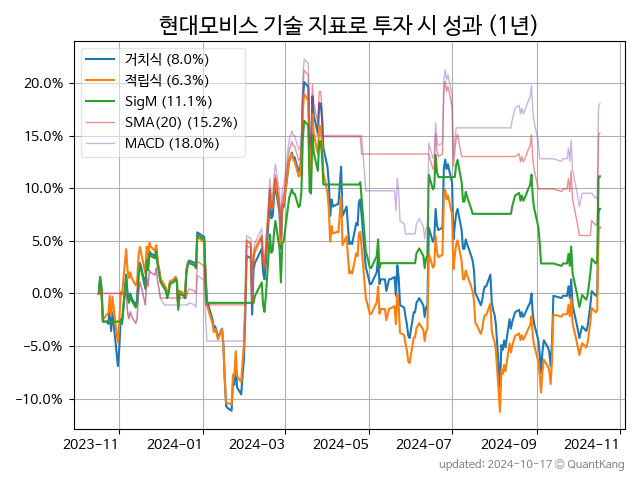 현대모비스 기술 지표로 투자 시 성과 (1년)
거치식 (8.0%)
적립식 (6.3%)
SigM (11.1%)
SMA(20) (15.2%)
MACD (18.0%)
20.0%
15.0%
10.0%
5.0%
0.0%
−5.0%
−10.0%
2023-11 2024-01 2024-03 2024-05 2024-07 2024-09 2024-11
updated: 2024-10-17 © QuantKang